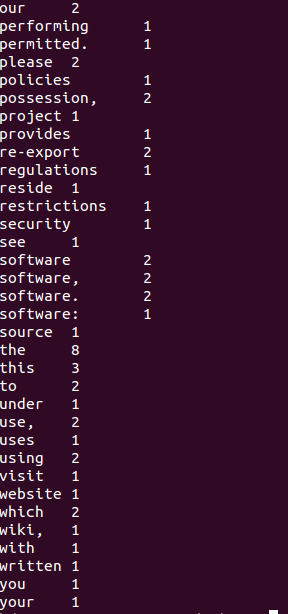 our 2
performing 1
permitted. 1
please 2
policies 1
possession, 2
project 1
provides 1
re-export 2
regulations 1
reside 1
restrictions 1
security 1
see 1
software 2
software, 2
software. 2
software: 1
source 1
the 8
this 3
to 2
under 1
use, 2
uses 1
using 2
visit 1
website 1
which 2
wiki, 1
with 1
written 1
you 1
your 1